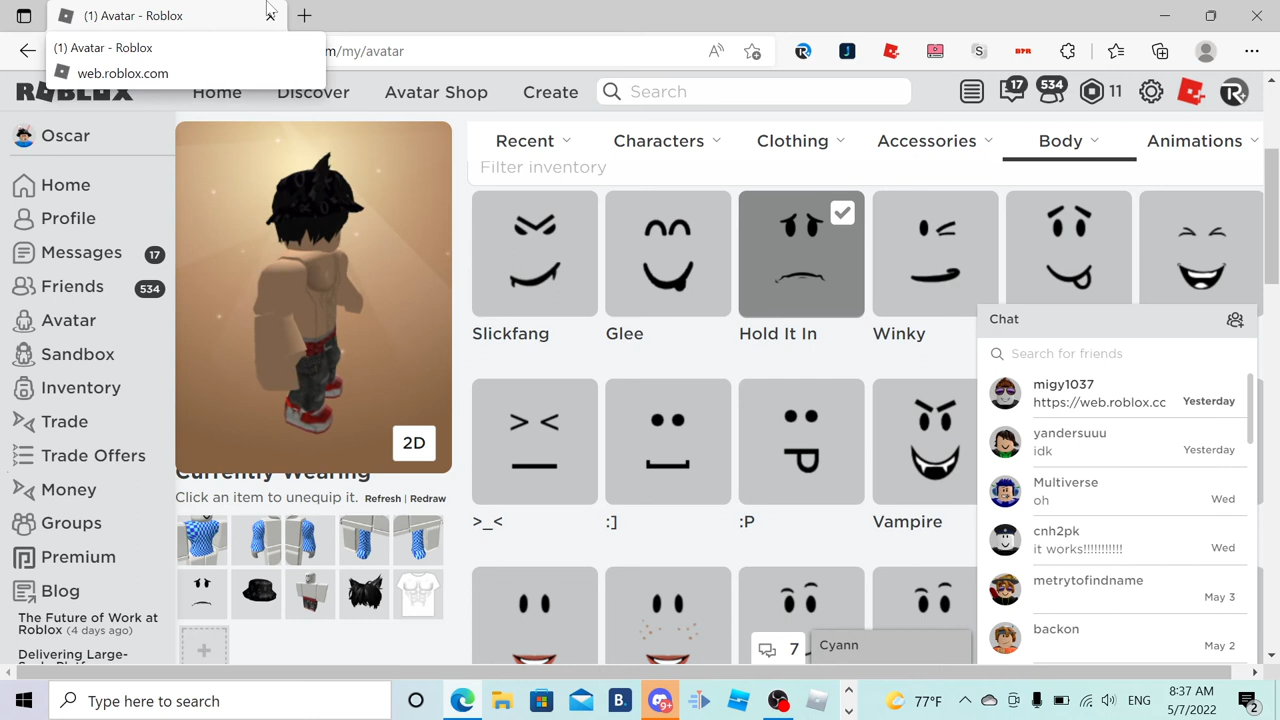 (1) Avatar - Roblox
(1) Avatar - Roblox
m/my/avatar
web.roblox.com
ROBLOX
Home
Discover
Avatar Shop
Create
Search
17
534
11
Oscar
Home
Profile
Messages
17
Friends
534
Avatar
Sandbox
Inventory
Trade
Trade Offers
Money
Groups
Premium
Blog
The Future of Work at
Roblox (4 days ago)
Delivering Large-
2D
Currently Wearing
Click an item to unequip it. Refresh | Redraw
Recent
Characters
Clothing
Accessories
Body
Animations
Filter inventory
Slickfang
Glee
Hold It In
Winky
>_<
:]
:P
Vampire
Chat
Search for friends
migy1037
https://web.roblox.cc
Yesterday
yandersuuu
idk
Yesterday
Multiverse
oh
Wed
cnh2pk
it works!!!!!!!!!!!
Wed
metrytofindname
May 3
backon
May 2
7
Cyann
Type here to search
9+
77°F
ENG
8:37 AM
5/7/2022
2